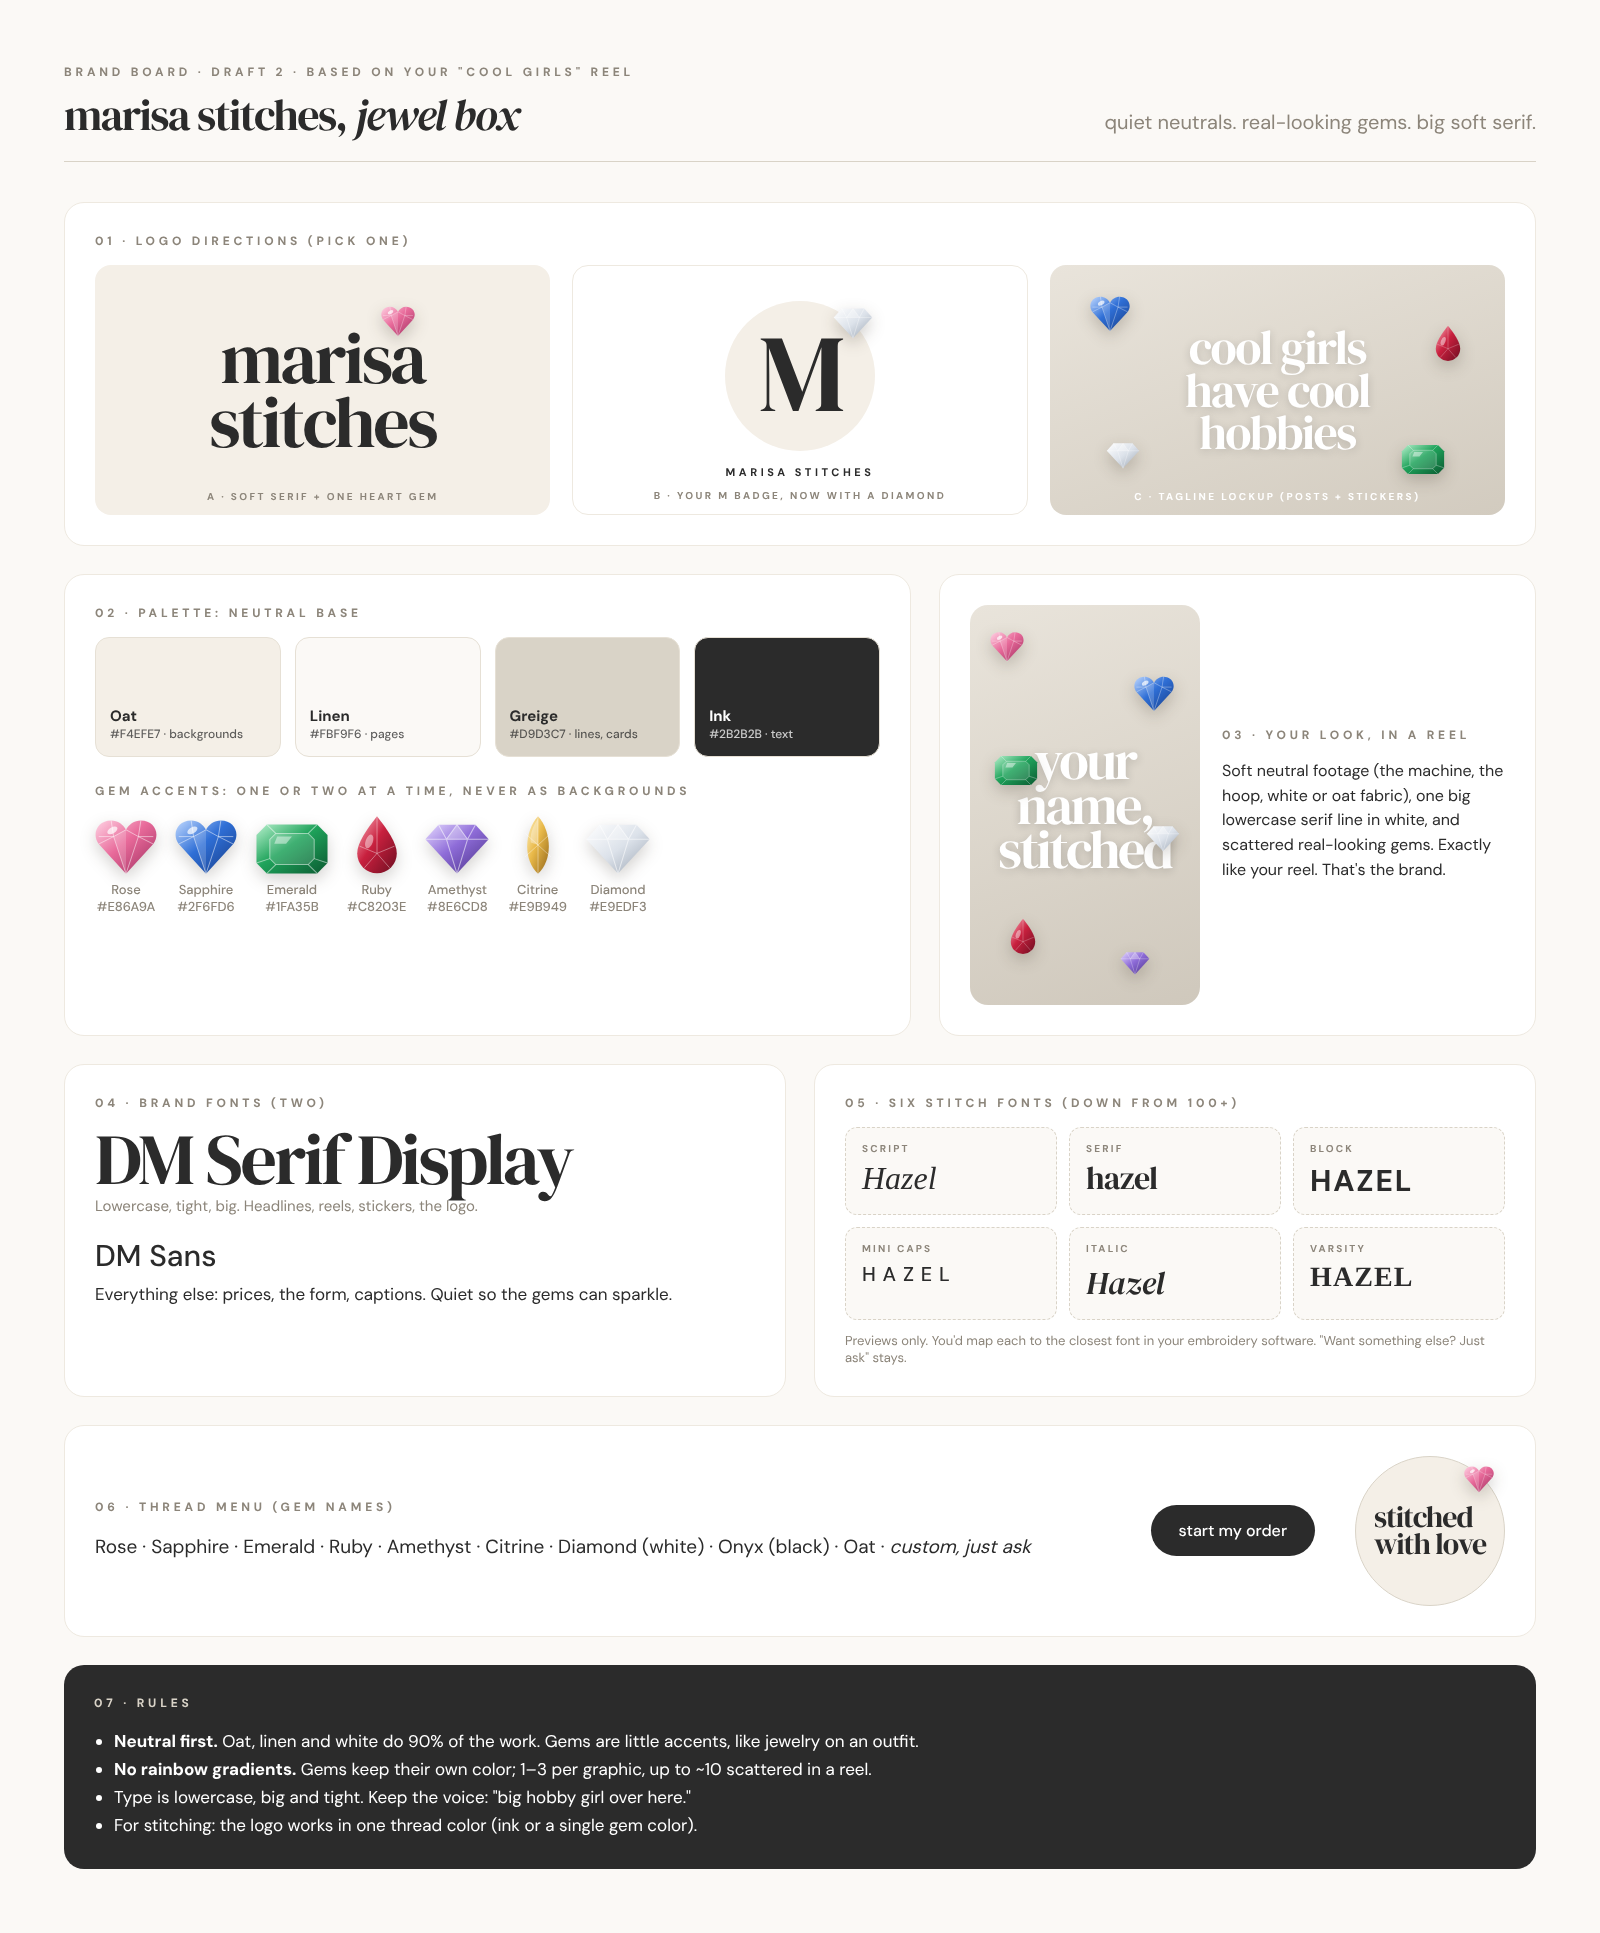 BRAND BOARD · DRAFT 2 · BASED ON YOUR "COOL GIRLS" REEL
marisa stitches, jewel box
quiet neutrals. real-looking gems. big soft serif.
01 · LOGO DIRECTIONS (PICK ONE)
marisa
stitches
A · SOFT SERIF + ONE HEART GEM
M
MARISA STITCHES
B · YOUR M BADGE, NOW WITH A DIAMOND
cool girls
have cool
hobbies
C · TAGLINE LOCKUP (POSTS + STICKERS)
02 · PALETTE: NEUTRAL BASE
Oat
#F4EFE7 · backgrounds
Linen
#FBF9F6 · pages
Greige
#D9D3C7 · lines, cards
Ink
#2B2B2B · text
GEM ACCENTS: ONE OR TWO AT A TIME, NEVER AS BACKGROUNDS
Rose
#E86A9A
Sapphire
#2F6FD6
Emerald
#1FA35B
Ruby
#C8203E
Amethyst
#8E6CD8
Citrine
#E9B949
Diamond
#E9EDF3
your
name,
stitched
03 · YOUR LOOK, IN A REEL
Soft neutral footage (the machine, the
hoop, white or oat fabric), one big
lowercase serif line in white, and
scattered real-looking gems. Exactly
like your reel. That's the brand.
04 · BRAND FONTS (TWO)
DM Serif Display
Lowercase, tight, big. Headlines, reels, stickers, the logo.
DM Sans
Everything else: prices, the form, captions. Quiet so the gems can sparkle.
05 · SIX STITCH FONTS (DOWN FROM 100+)
SCRIPT
Hazel
SERIF
hazel
BLOCK
HAZEL
MINI CAPS
HAZEL
ITALIC
Hazel
VARSITY
HAZEL
Previews only. You'd map each to the closest font in your embroidery software. "Want something else? Just
ask" stays.
06 · THREAD MENU (GEM NAMES)
Rose · Sapphire · Emerald · Ruby · Amethyst · Citrine · Diamond (white) · Onyx (black) · Oat · custom, just ask
start my order
stitched
with love
07 · RULES
• Neutral first. Oat, linen and white do 90% of the work. Gems are little accents, like jewelry on an outfit.
• No rainbow gradients. Gems keep their own color; 1–3 per graphic, up to ~10 scattered in a reel.
• Type is lowercase, big and tight. Keep the voice: "big hobby girl over here."
• For stitching: the logo works in one thread color (ink or a single gem color).